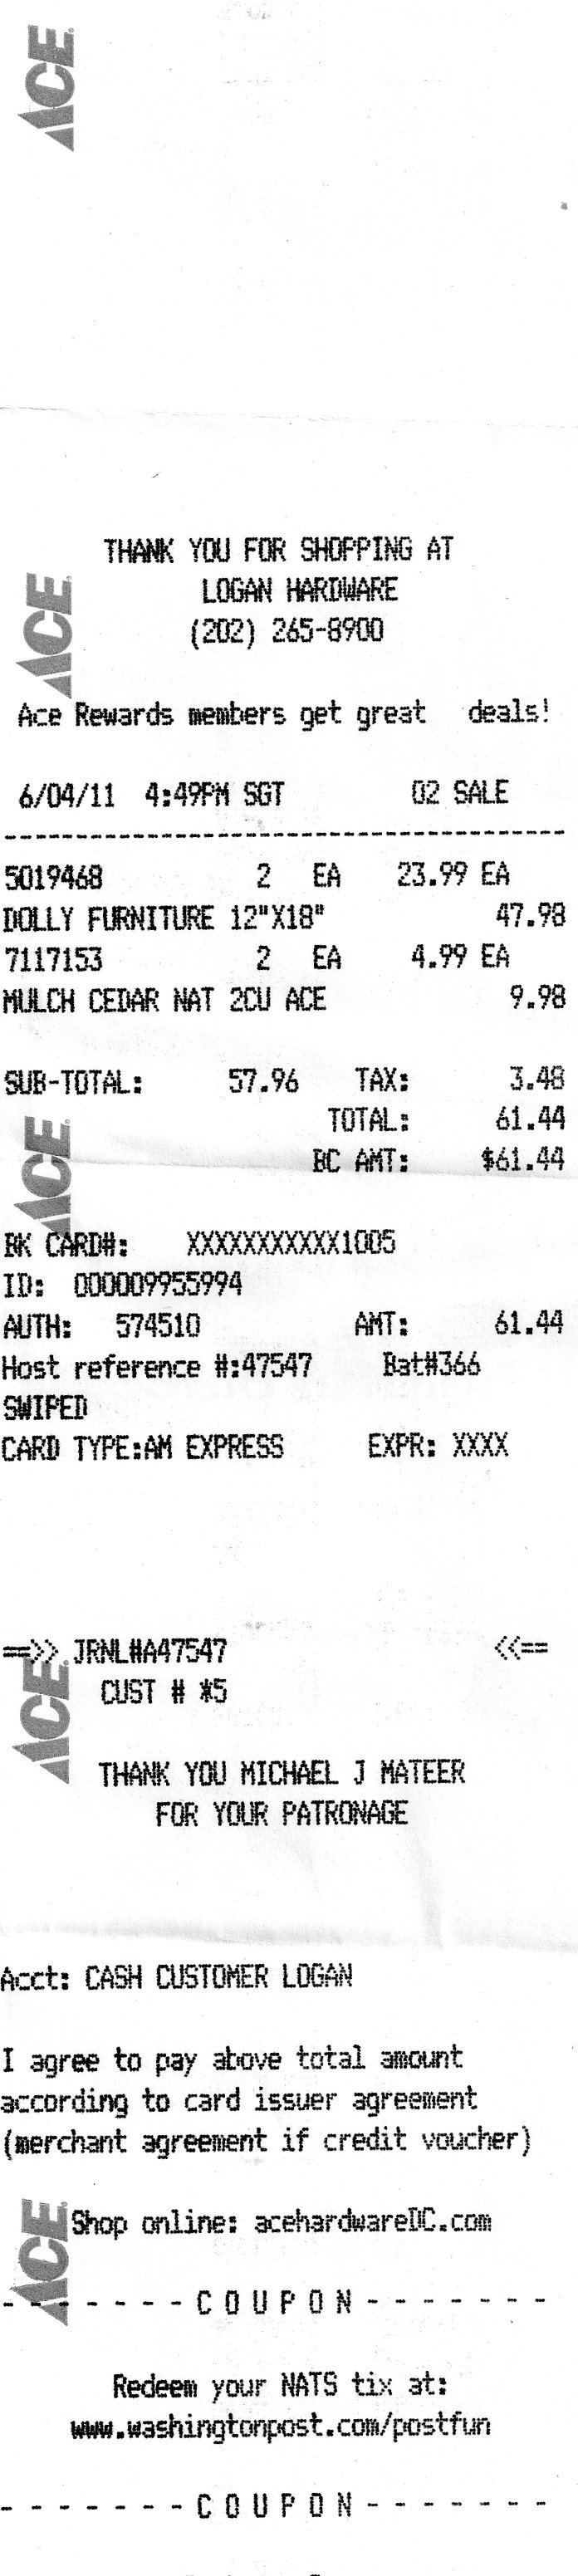 ACE
THANK YOU FOR SHOPPING AT
LOGAN HARDWARE
(202) 265-8900
ACE
Ace Rewards members get great deals!
6/04/11 4:49PM SGT 02 SALE
----------------------------------------
5019468 2 EA 23.99 EA
DOLLY FURNITURE 12"X18" 47.98
7117153 2 EA 4.99 EA
MULCH CEDAR NAT 2CU ACE 9.98
SUB-TOTAL: 57.96 TAX: 3.48
TOTAL: 61.44
ACE
BC AMT: $61.44
BK CARD#: XXXXXXXXXXX1005
ID: 000009955994
AUTH: 574510 AMT: 61.44
Host reference #:47547 Bat#366
SWIPED
CARD TYPE:AM EXPRESS EXPR: XXXX
==>> JRNL#A47547 <<==
CUST # *5
ACE
THANK YOU MICHAEL J MATEER
FOR YOUR PATRONAGE
Acct: CASH CUSTOMER LOGAN
I agree to pay above total amount
according to card issuer agreement
(merchant agreement if credit voucher)
ACE
Shop online: acehardwareDC.com
- - - - - - - C O U P O N - - - - - - -
Redeem your NATS tix at:
www.washingtonpost.com/postfun
- - - - - - - C O U P O N - - - - - - -